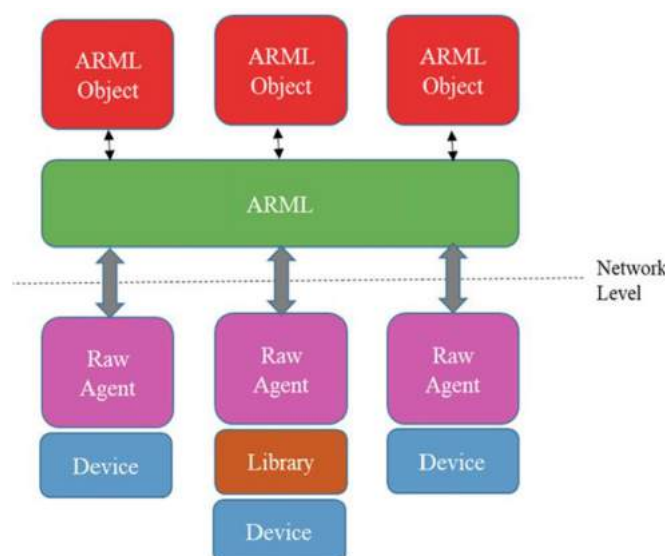 ARML
Object
ARML
Object
ARML
Object
ARML
Network
Level
Raw
Agent
Raw
Agent
Raw
Agent
Device
Library
Device
Device